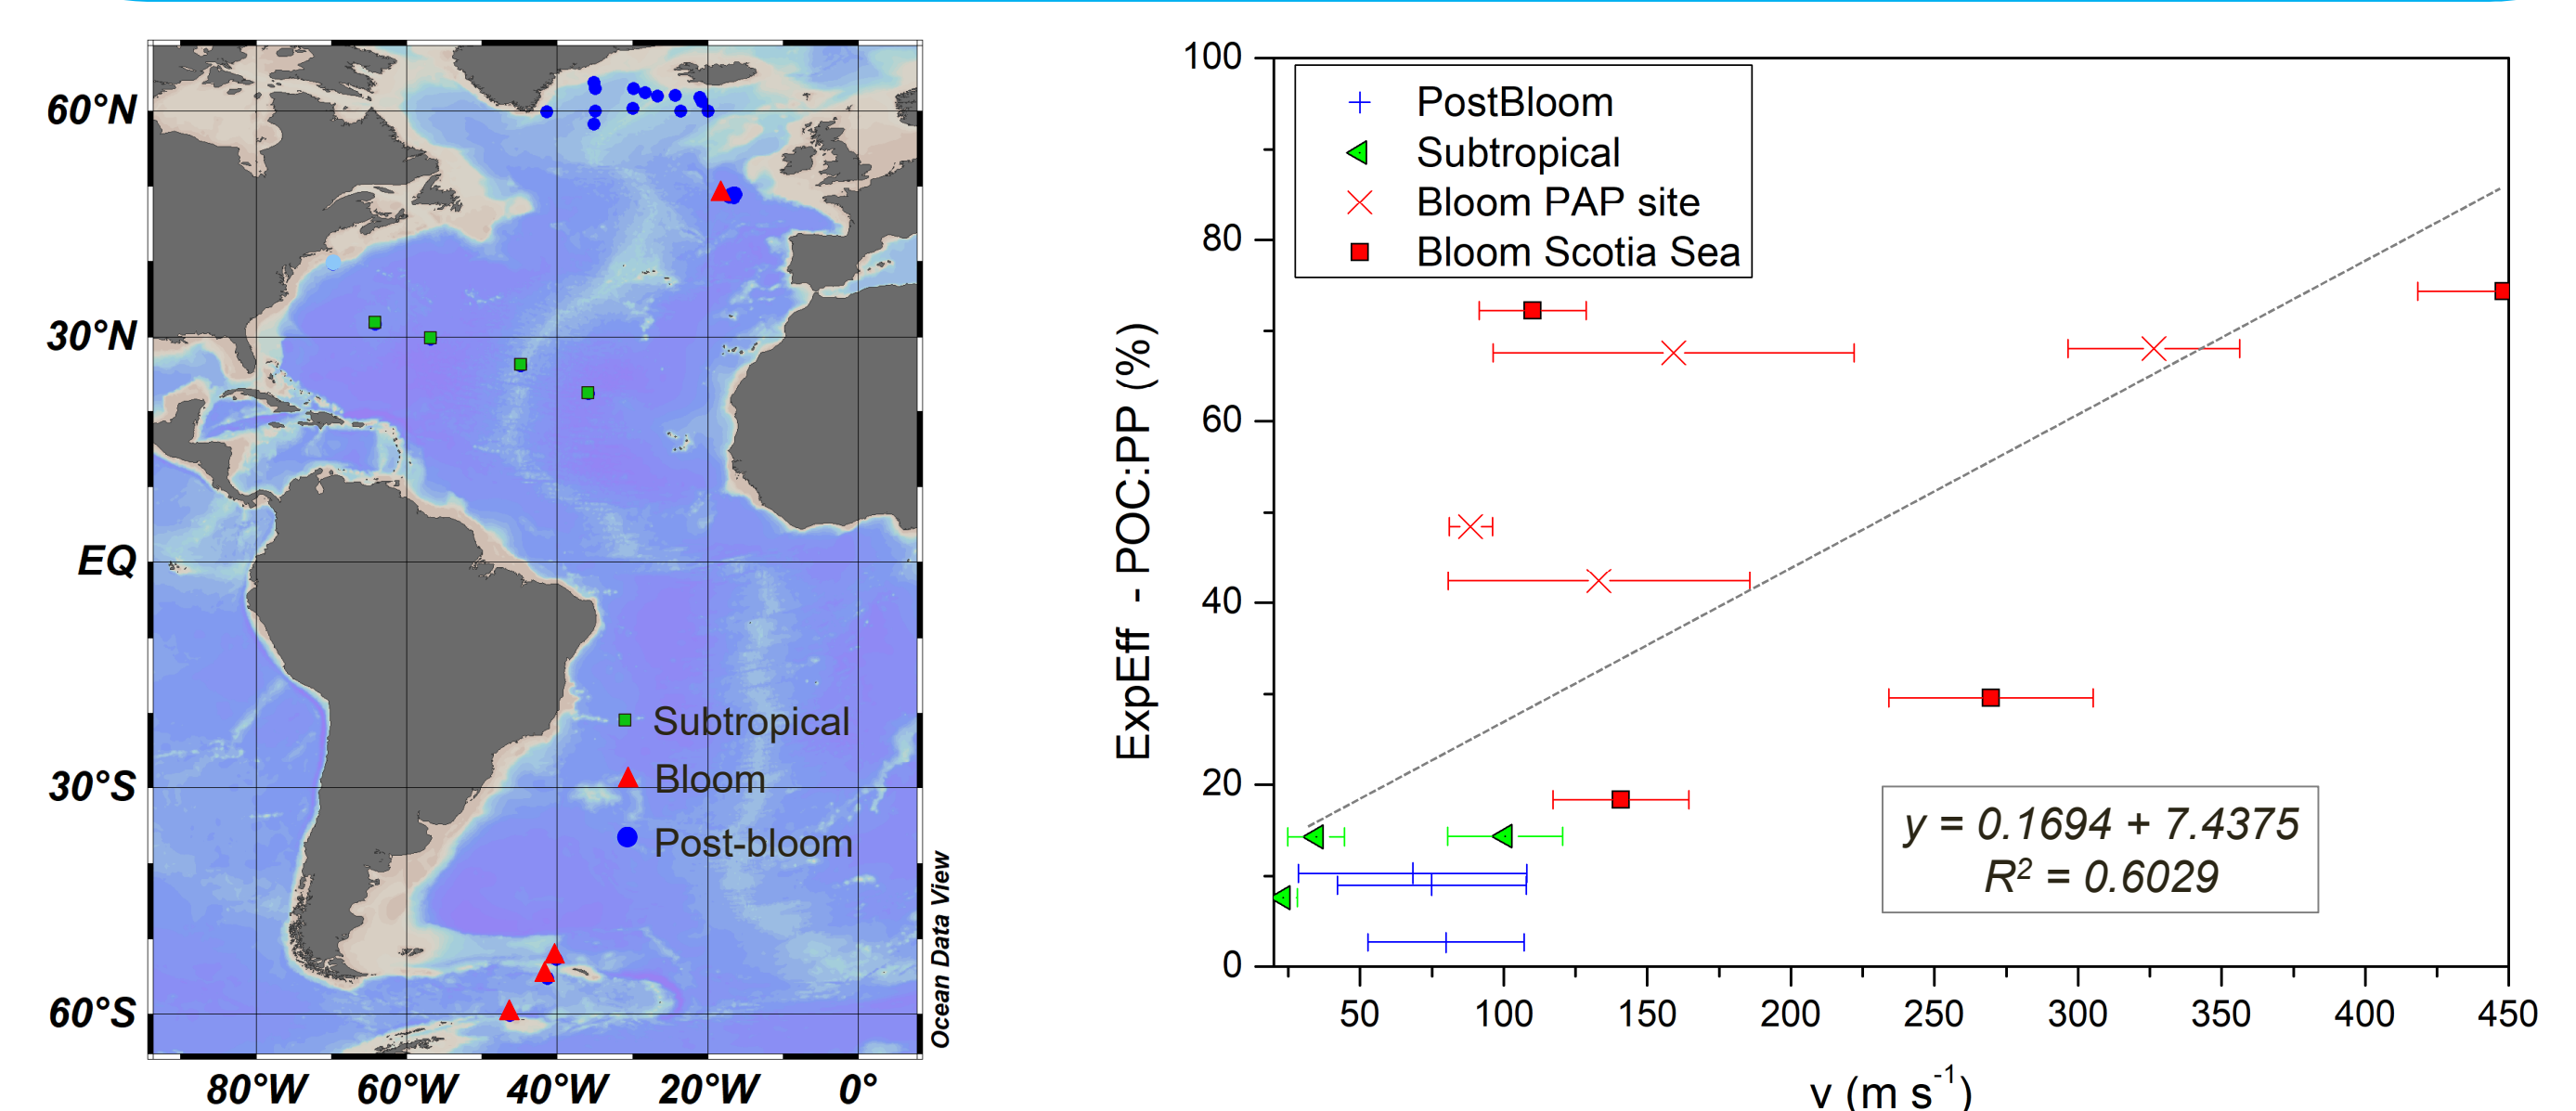 60°N
30°N
EQ
30°S
60°S
80°W 60°W 40°W 20°W 0°
Subtropical
Bloom
Post-bloom
Ocean Data View
100
80
60
40
20
0
ExpEff - POC:PP (%)
PostBloom
Subtropical
Bloom PAP site
Bloom Scotia Sea
y = 0.1694 + 7.4375
R² = 0.6029
50 100 150 200 250 300 350 400 450
v (m s⁻¹)